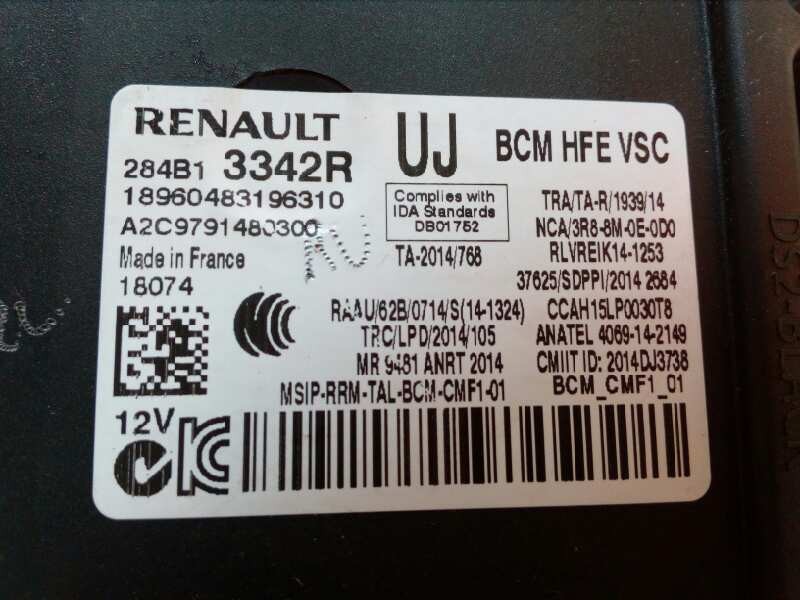 RENAULT
284B1 3342R
18960483196310
A2C9791480300
Made in France
18074
UJ
BCM HFE VSC
Complies with
IDA Standards
DB01752
TA-2014/768
TRA/TA-R/1939/14
NCA/3R8-8M-0E-0D0
RLVREIK14-1253
37625/SDPPI/2014 2684
RAAU/62B/0714/S(14-1324)
CCAH15LP0030T8
TRC/LPD/2014/105
ANATEL 4069-14-2149
MR 9481 ANRT 2014
CMIIT ID: 2014DJ3738
MSIP-RRM-TAL-BCM-CMF1-01
BCM_CMF1_01
12V
DS2-BLACK